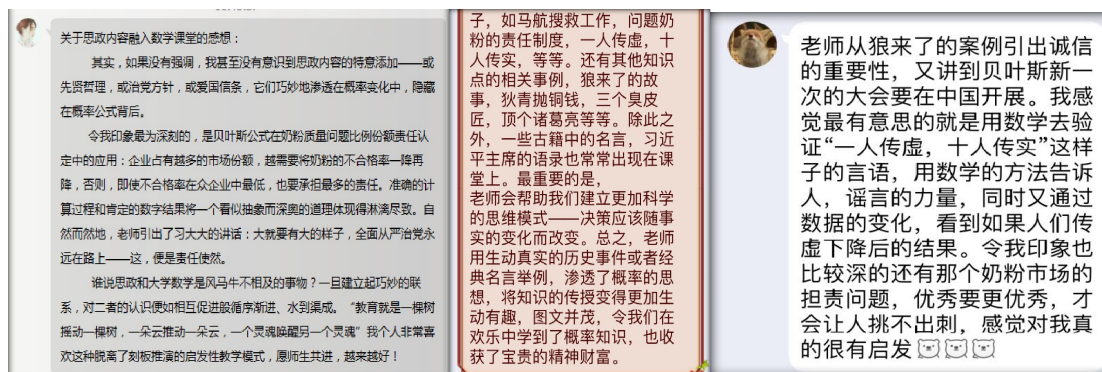 关于思政内容融入数学课堂的感想：
其实，如果没有强调，我甚至没有意识到思政内容的特意添加——或
先贤哲理，或治党方针，或爱国信条，它们巧妙地渗透在概率变化中，隐藏
在概率公式背后。
令我印象最为深刻的，是贝叶斯公式在奶粉质量问题比例份额责任认
定中的应用：企业占有越多的市场份额，越需要将奶粉的不合格率一降再
降，否则，即使不合格率在众企业中最低，也要承担最多的责任。准确的计
算过程和肯定的数字结果将一个看似抽象而深奥的道理体现得淋漓尽致。自
然而然地，老师引出了习大大的讲话：大就要有大的样子，全面从严治党永
远在路上——这，便是责任使然。
谁说思政和大学数学是风马牛不相及的事物？一旦建立起巧妙的联
系，对二者的认识便如相互促进般循序渐进、水到渠成。“教育就是一棵树
摇动一棵树，一朵云推动一朵云，一个灵魂唤醒另一个灵魂”我个人非常喜
欢这种脱离了刻板推演的启发性教学模式，愿师生共进，越来越好！
子，如马航搜救工作，问题奶
粉的责任制度，一人传虚，十
人传实，等等。还有其他知识
点的相关事例，狼来了的故
事，狄青抛铜钱，三个臭皮
匠，顶个诸葛亮等等。除此之
外，一些古籍中的名言，习近
平主席的语录也常常出现在课
堂上。最重要的是，
老师会帮助我们建立更加科学
的思维模式——决策应该随事
实的变化而改变。总之，老师
用生动真实的历史事件或者经
典名言举例，渗透了概率的思
想，将知识的传授变得更加生
动有趣，图文并茂，令我们在
欢乐中学到了概率知识，也收
获了宝贵的精神财富。
老师从狼来了的案例引出诚信
的重要性，又讲到贝叶斯新一
次的大会要在中国开展。我感
觉最有意思的就是用数学去验
证“一人传虚，十人传实”这样
子的言语，用数学的方法告诉
人，谣言的力量，同时又通过
数据的变化，看到如果人们传
虚下降后的结果。令我印象也
比较深的还有那个奶粉市场的
担责问题，优秀要更优秀，才
会让人挑不出刺，感觉对我真
的很有启发